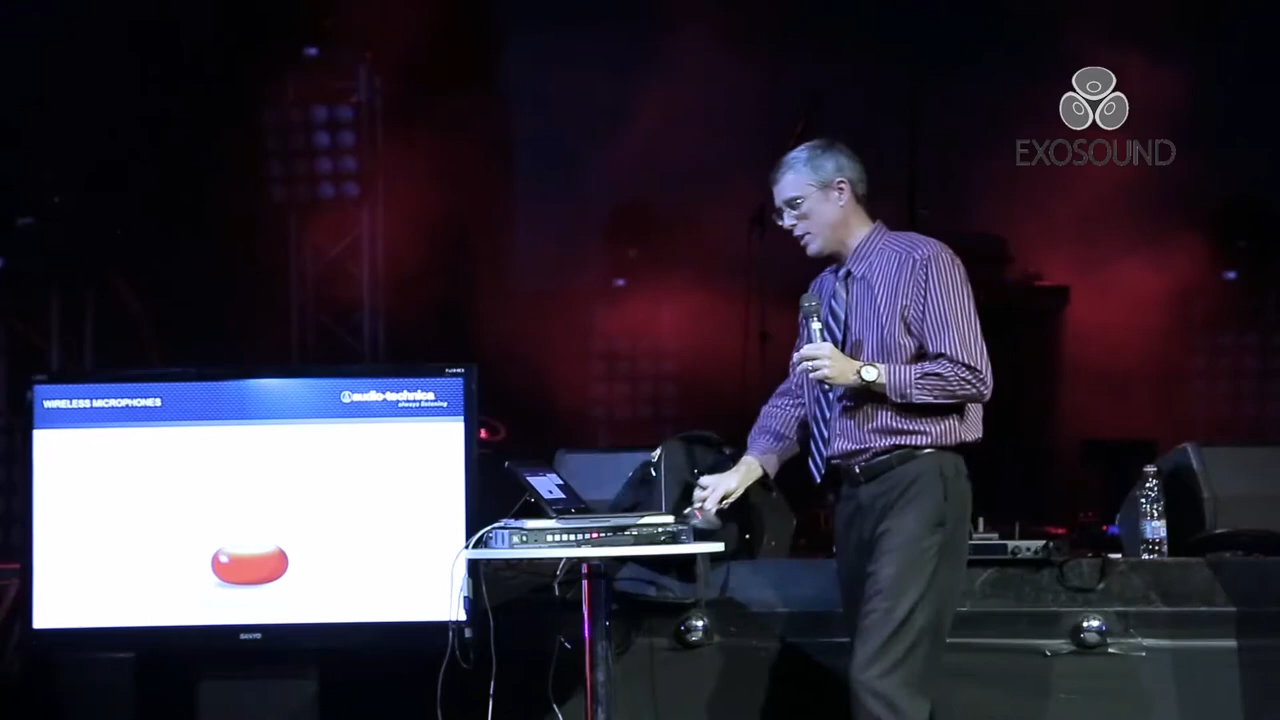 EXOSOUND
WIRELESS MICROPHONES
audio-technica
always listening
SANYO